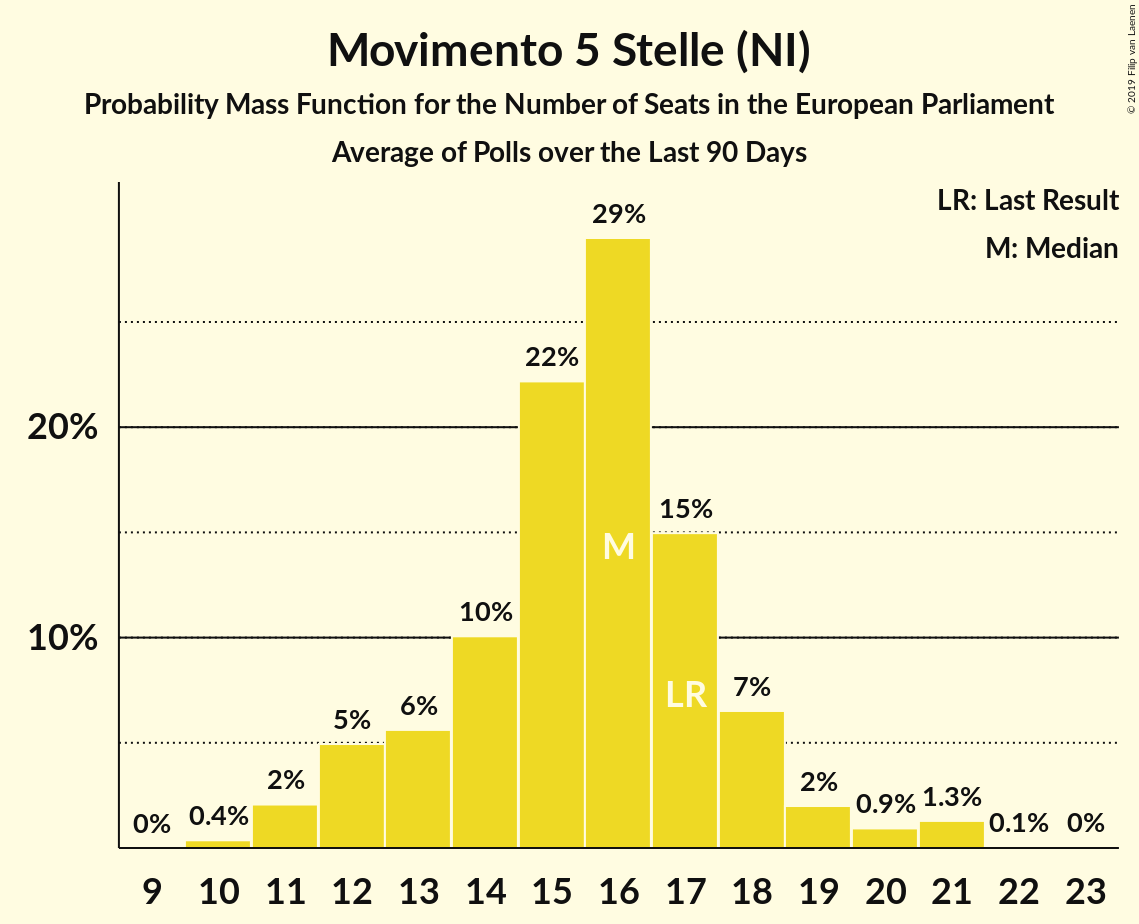 Movimento 5 Stelle (NI)
Probability Mass Function for the Number of Seats in the European Parliament
Average of Polls over the Last 90 Days
© 2019 Filip van Laenen
LR: Last Result
M: Median
29%
22%
20%
15%
M
10%
10%
LR
7%
6%
5%
2%
2%
1.3%
0.9%
0.4%
0%
0.1%
0%
9 10 11 12 13 14 15 16 17 18 19 20 21 22 23